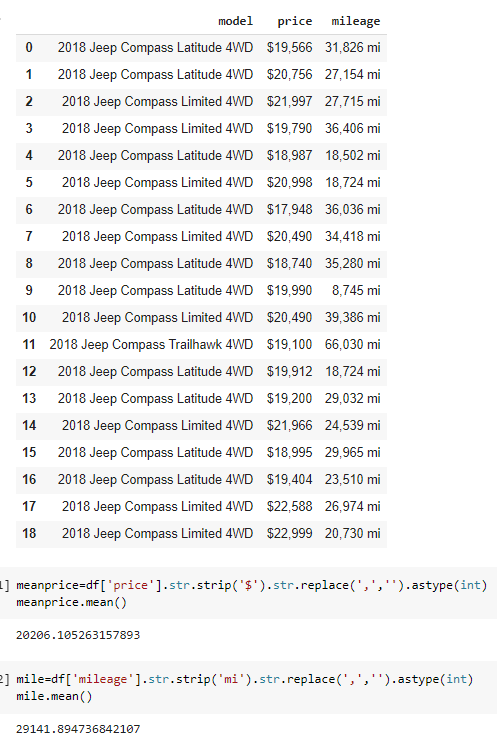 model price mileage
0 2018 Jeep Compass Latitude 4WD $19,566 31,826 mi
1 2018 Jeep Compass Latitude 4WD $20,756 27,154 mi
2 2018 Jeep Compass Limited 4WD $21,997 27,715 mi
3 2018 Jeep Compass Limited 4WD $19,790 36,406 mi
4 2018 Jeep Compass Latitude 4WD $18,987 18,502 mi
5 2018 Jeep Compass Limited 4WD $20,998 18,724 mi
6 2018 Jeep Compass Latitude 4WD $17,948 36,036 mi
7 2018 Jeep Compass Limited 4WD $20,490 34,418 mi
8 2018 Jeep Compass Latitude 4WD $18,740 35,280 mi
9 2018 Jeep Compass Latitude 4WD $19,990 8,745 mi
10 2018 Jeep Compass Limited 4WD $20,490 39,386 mi
11 2018 Jeep Compass Trailhawk 4WD $19,100 66,030 mi
12 2018 Jeep Compass Latitude 4WD $19,912 18,724 mi
13 2018 Jeep Compass Latitude 4WD $19,200 29,032 mi
14 2018 Jeep Compass Limited 4WD $21,966 24,539 mi
15 2018 Jeep Compass Latitude 4WD $18,995 29,965 mi
16 2018 Jeep Compass Latitude 4WD $19,404 23,510 mi
17 2018 Jeep Compass Limited 4WD $22,588 26,974 mi
18 2018 Jeep Compass Limited 4WD $22,999 20,730 mi
1] meanprice=df['price'].str.strip('$').str.replace(',','').astype(int)
meanprice.mean()
20206.105263157893
2] mile=df['mileage'].str.strip('mi').str.replace(',','').astype(int)
mile.mean()
29141.894736842107